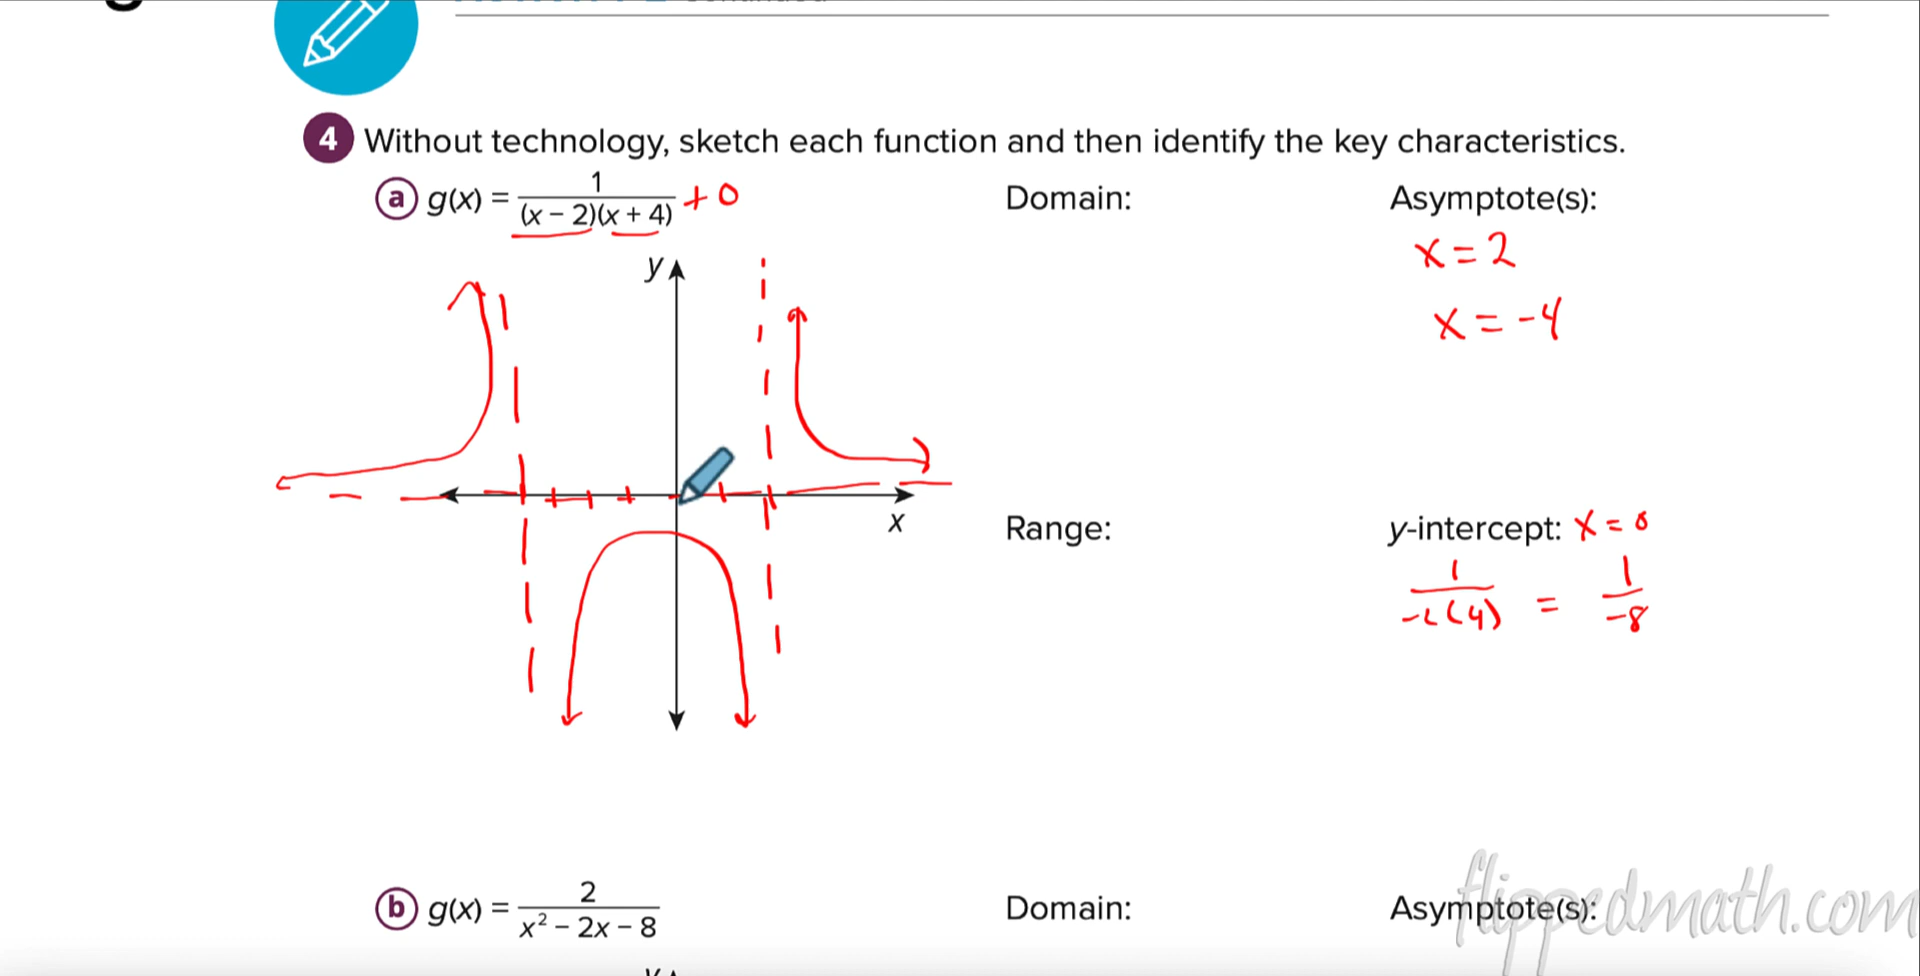 4 Without technology, sketch each function and then identify the key characteristics.
a g(x) = 1/((x − 2)(x + 4)) + 0
Domain:
Asymptote(s):
x = 2
x = -4
y
x
Range:
y-intercept: x = 0
1/(-2(4)) = 1/-8
b g(x) = 2/(x² − 2x − 8)
Domain:
Asymptote(s):
flippedmath.com